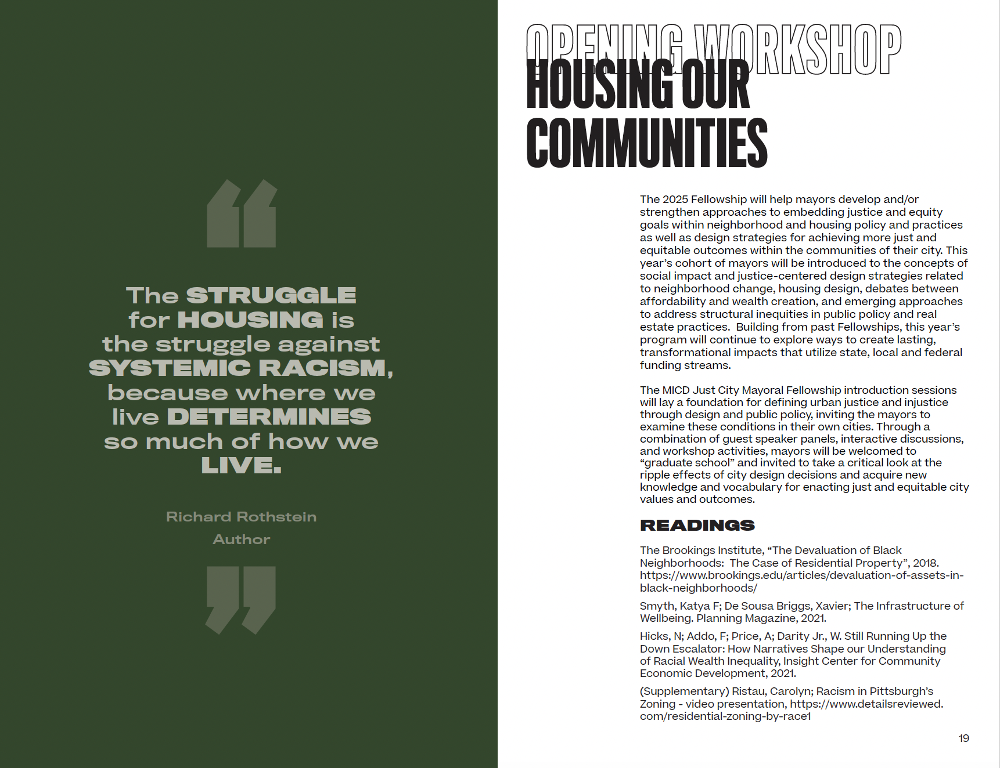 “
The STRUGGLE
for HOUSING is
the struggle against
SYSTEMIC RACISM,
because where we
live DETERMINES
so much of how we
LIVE.
Richard Rothstein
Author
”
OPENING WORKSHOP
HOUSING OUR
COMMUNITIES
The 2025 Fellowship will help mayors develop and/or
strengthen approaches to embedding justice and equity
goals within neighborhood and housing policy and practices
as well as design strategies for achieving more just and
equitable outcomes within the communities of their city. This
year’s cohort of mayors will be introduced to the concepts of
social impact and justice-centered design strategies related
to neighborhood change, housing design, debates between
affordability and wealth creation, and emerging approaches
to address structural inequities in public policy and real
estate practices.  Building from past Fellowships, this year’s
program will continue to explore ways to create lasting,
transformational impacts that utilize state, local and federal
funding streams.
The MICD Just City Mayoral Fellowship introduction sessions
will lay a foundation for defining urban justice and injustice
through design and public policy, inviting the mayors to
examine these conditions in their own cities. Through a
combination of guest speaker panels, interactive discussions,
and workshop activities, mayors will be welcomed to
“graduate school” and invited to take a critical look at the
ripple effects of city design decisions and acquire new
knowledge and vocabulary for enacting just and equitable city
values and outcomes.
READINGS
The Brookings Institute, “The Devaluation of Black
Neighborhoods:  The Case of Residential Property”, 2018.
https://www.brookings.edu/articles/devaluation-of-assets-in-
black-neighborhoods/
Smyth, Katya F; De Sousa Briggs, Xavier; The Infrastructure of
Wellbeing. Planning Magazine, 2021.
Hicks, N; Addo, F; Price, A; Darity Jr., W. Still Running Up the
Down Escalator: How Narratives Shape our Understanding
of Racial Wealth Inequality, Insight Center for Community
Economic Development, 2021.
(Supplementary) Ristau, Carolyn; Racism in Pittsburgh’s
Zoning - video presentation, https://www.detailsreviewed.
com/residential-zoning-by-race1
19